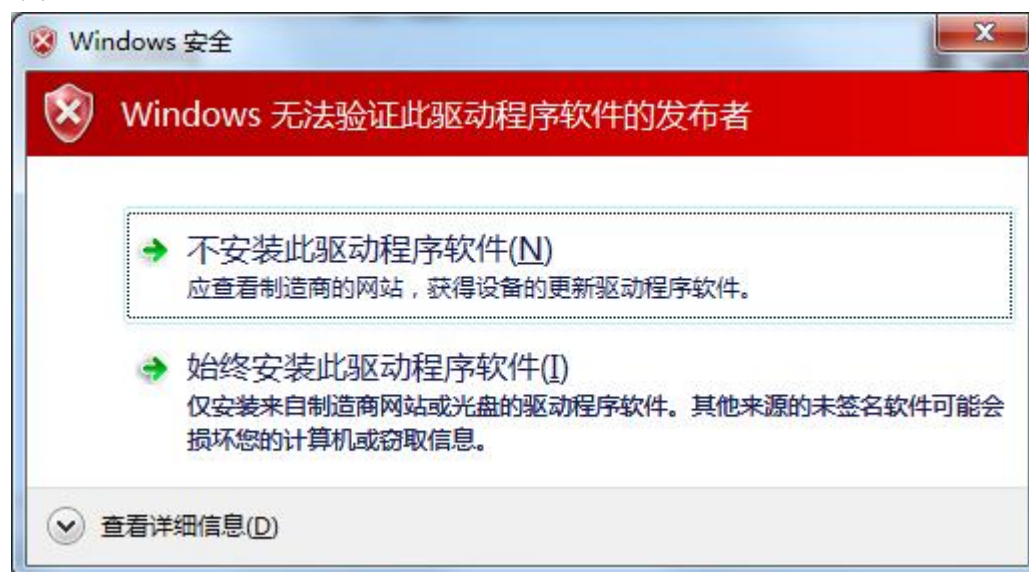 Windows 安全
Windows 无法验证此驱动程序软件的发布者
不安装此驱动程序软件(N)
应查看制造商的网站，获得设备的更新驱动程序软件。
始终安装此驱动程序软件(I)
仅安装来自制造商网站或光盘的驱动程序软件。其他来源的未签名软件可能会
损坏您的计算机或窃取信息。
查看详细信息(D)